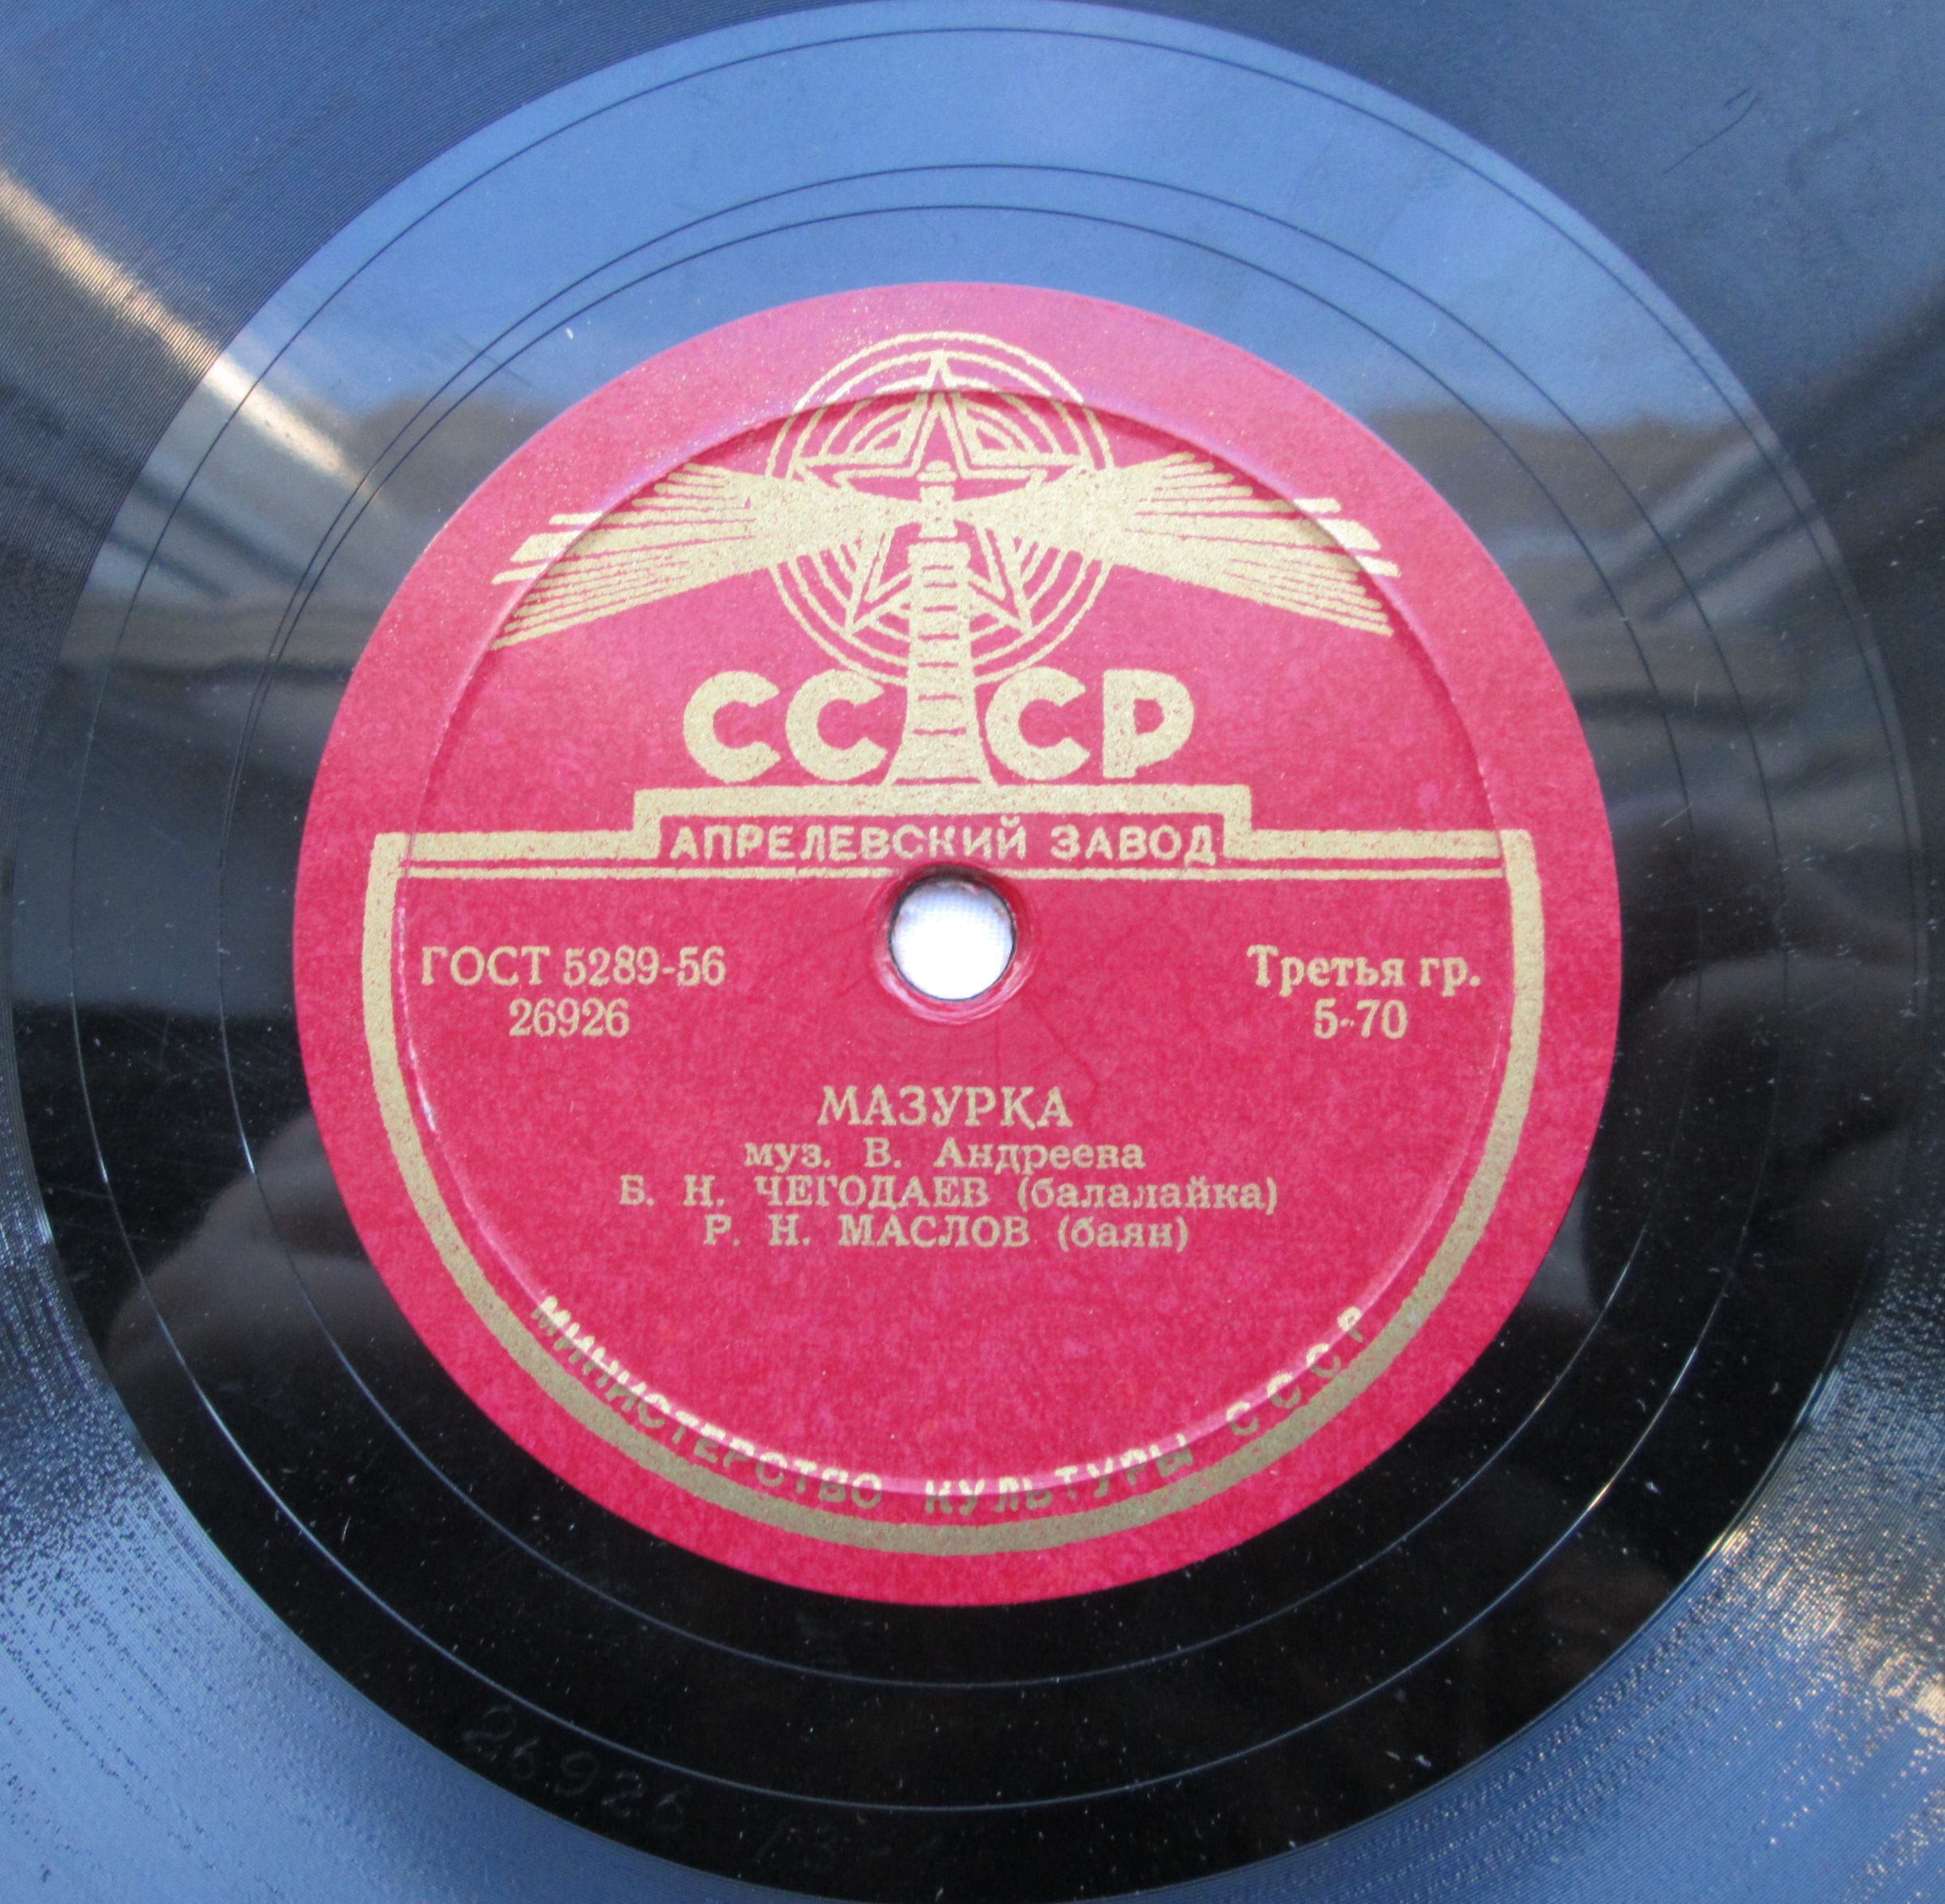 СССР
АПРЕЛЕВСКИЙ ЗАВОД
ГОСТ 5289-56
26926
Третья гр.
5-70
МАЗУРКА
муз. В. Андреева
Б. Н. ЧЕГОДАЕВ (балалайка)
Р. Н. МАСЛОВ (баян)
МИНИСТЕРСТВО КУЛЬТУРЫ СССР
26926